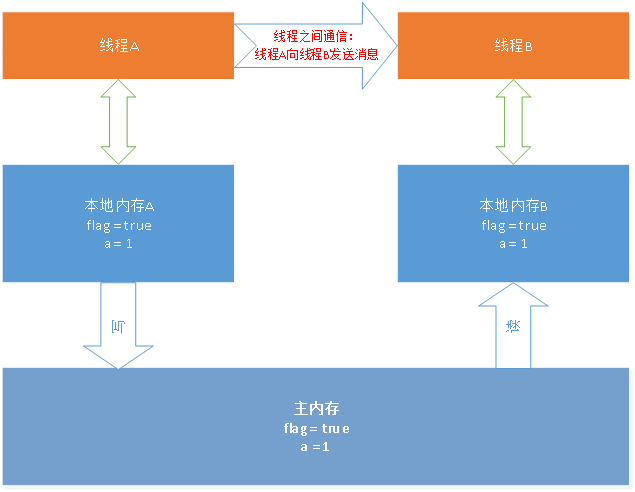 线程A
线程之间通信：
线程A向线程B发送消息
线程B
本地内存A
flag=true
a=1
本地内存B
flag=true
a=1
写
读
主内存
flag=true
a=1